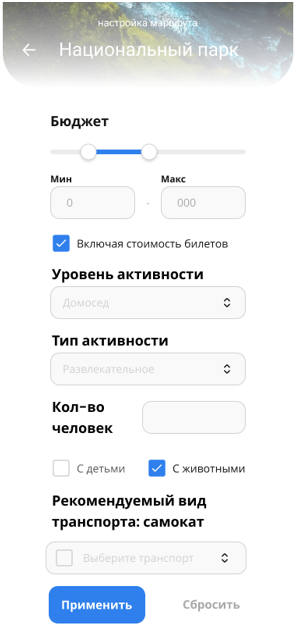 настройка маршрута
Национальный парк
Бюджет
Мин Макс
0 - 000
Включая стоимость билетов
Уровень активности
Домосед
Тип активности
Развлекательное
Кол-во
человек
С детьми С животными
Рекомендуемый вид
транспорта: самокат
Выберите транспорт
Применить Сбросить